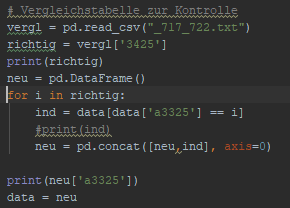 # Vergleichstabelle zur Kontrolle
vergl = pd.read_csv("_717_722.txt")
richtig = vergl['3425']
print(richtig)
neu = pd.DataFrame()
for i in richtig:
    ind = data[data['a3325'] == i]
    #print(ind)
    neu = pd.concat([neu,ind], axis=0)

print(neu['a3325'])
data = neu